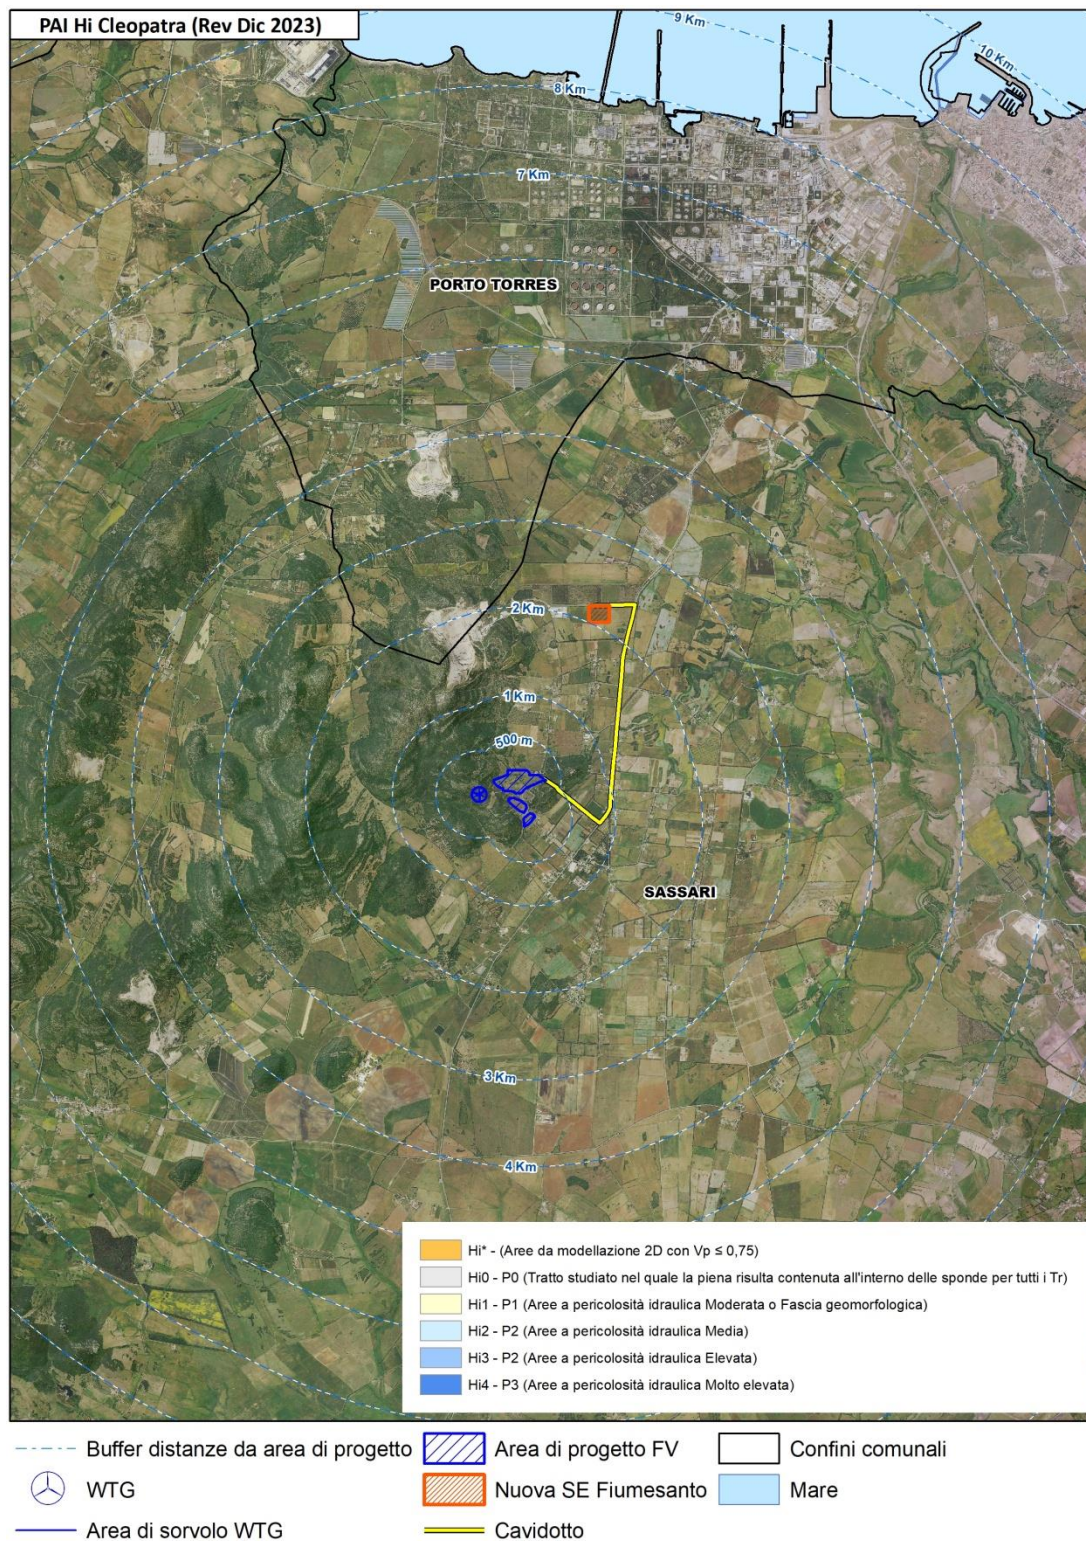 PAI Hi Cleopatra (Rev Dic 2023)
9 Km
10 Km
8 Km
7 Km
PORTO TORRES
2 Km
1 Km
500 m
SASSARI
3 Km
4 Km
Hi* - (Aree da modellazione 2D con Vp ≤ 0,75)
Hi0 - P0 (Tratto studiato nel quale la piena risulta contenuta all'interno delle sponde per tutti i Tr)
Hi1 - P1 (Aree a pericolosità idraulica Moderata o Fascia geomorfologica)
Hi2 - P2 (Aree a pericolosità idraulica Media)
Hi3 - P2 (Aree a pericolosità idraulica Elevata)
Hi4 - P3 (Aree a pericolosità idraulica Molto elevata)
Buffer distanze da area di progetto
Area di progetto FV
Confini comunali
WTG
Nuova SE Fiumesanto
Mare
Area di sorvolo WTG
Cavidotto